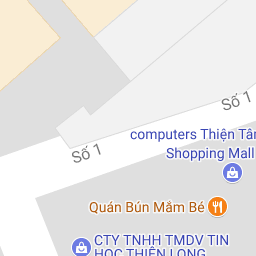 Số 1
computers Thiện Tâ
Shopping Mall
Số 1
Quán Bún Mắm Bé
CTY TNHH TMDV TIN
HỌC THIÊN LONG